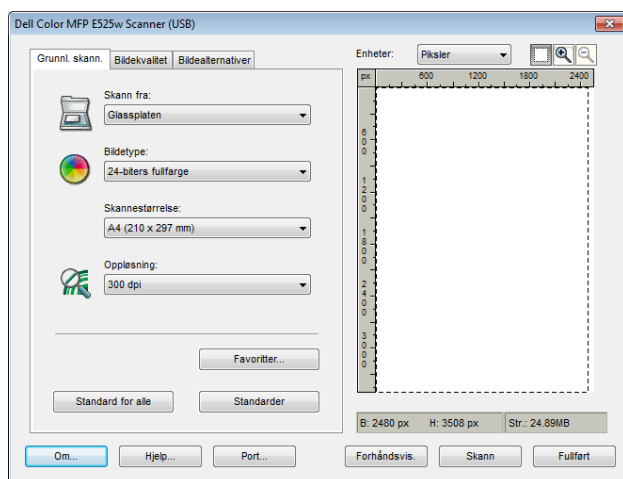 Dell Color MFP E525w Scanner (USB)
Grunnl. skann.
Bildekvalitet
Bildealternativer
Skann fra:
Glassplaten
Bildetype:
24-biters fullfarge
Skannestørrelse:
A4 (210 x 297 mm)
Oppløsning:
300 dpi
Favoritter...
Standard for alle
Standarder
Enheter:
Piksler
px
600 1200 1800 2400
600
1200
1800
2400
3000
B: 2480 px H: 3508 px Str.: 24.89MB
Om...
Hjelp...
Port...
Forhåndsvis.
Skann
Fullført